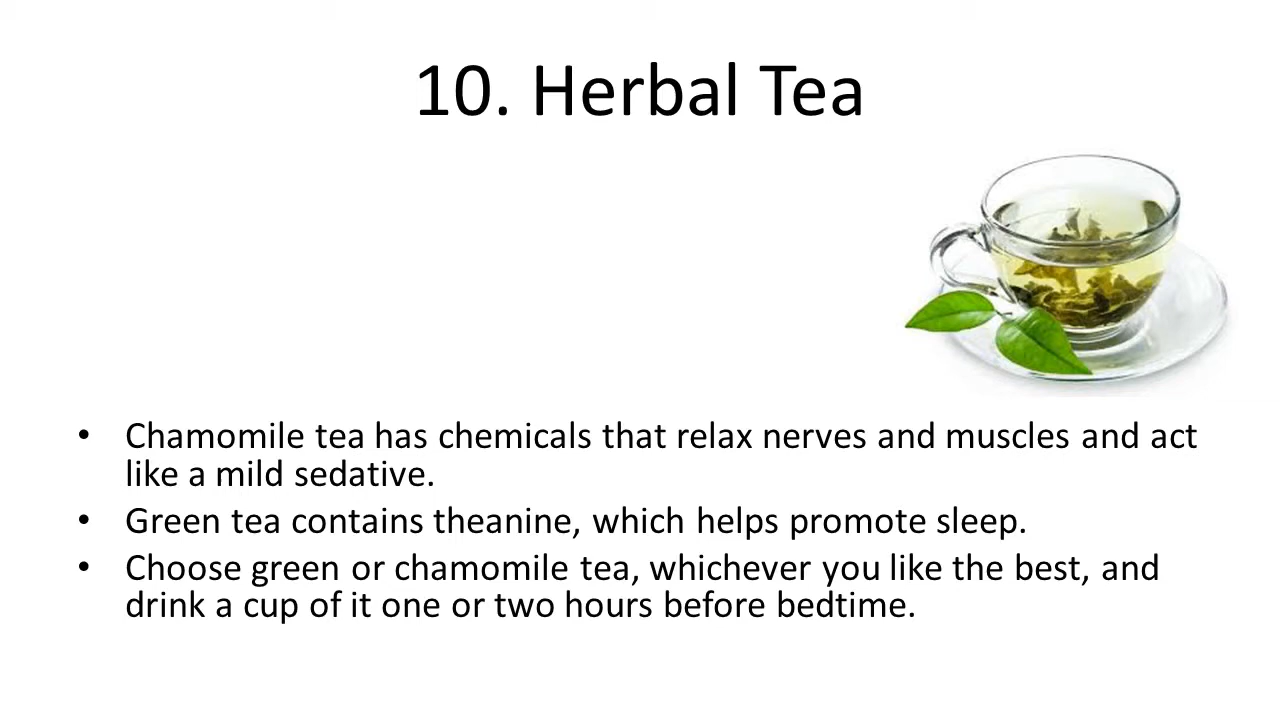 10. Herbal Tea
• Chamomile tea has chemicals that relax nerves and muscles and act
like a mild sedative.
• Green tea contains theanine, which helps promote sleep.
• Choose green or chamomile tea, whichever you like the best, and
drink a cup of it one or two hours before bedtime.